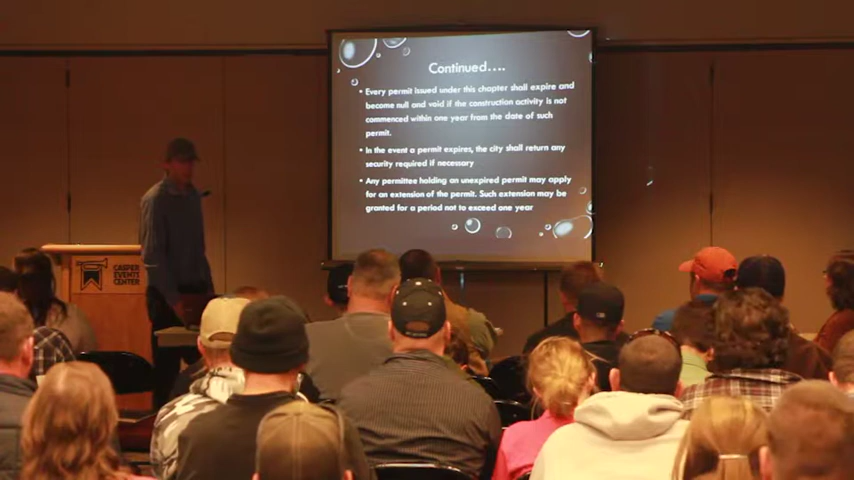 Continued....
• Every permit issued under this chapter shall expire and
become null and void if the construction activity is not
commenced within one year from the date of such
permit.
• In the event a permit expires, the city shall return any
security required if necessary
• Any permittee holding an unexpired permit may apply
for an extension of the permit. Such extension may be
granted for a period not to exceed one year
CASPER
EVENTS
CENTER